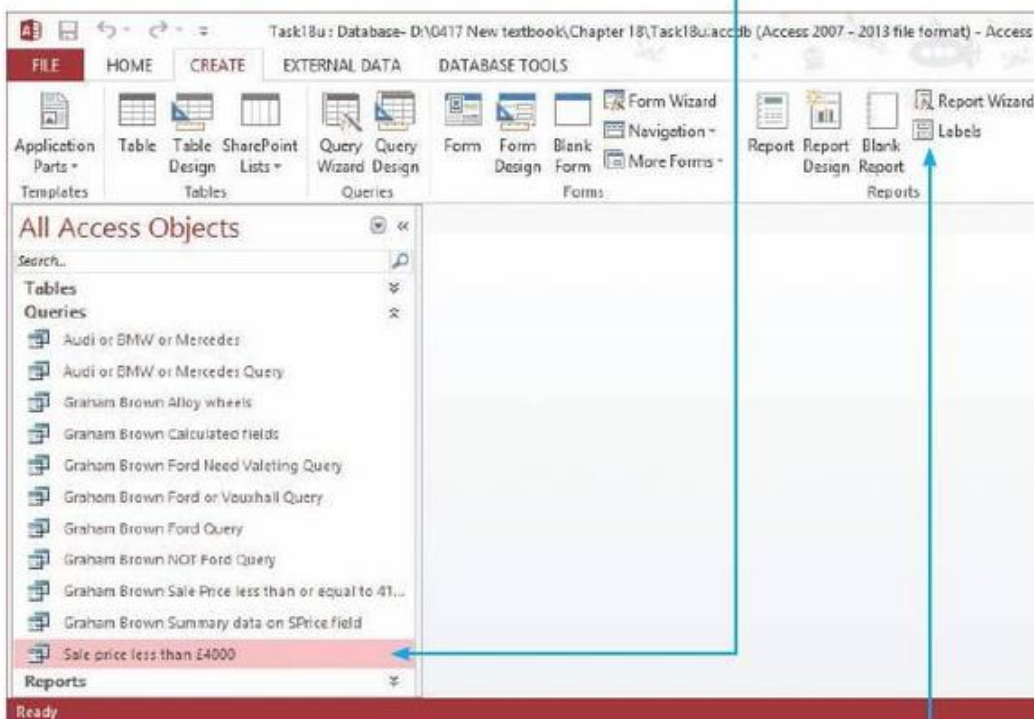 Task18u : Database- D:\0417 New textbook\Chapter 18\Task18u.accdb (Access 2007 - 2013 file format) - Access
FILE HOME CREATE EXTERNAL DATA DATABASE TOOLS
Application Parts
Table
Table Design
SharePoint Lists
Query Wizard
Query Design
Form
Form Design
Blank Form
Form Wizard
Navigation
More Forms
Report
Report Design
Blank Report
Report Wizard
Labels
Templates Tables Queries Forms Reports
All Access Objects
Search...
Tables
Queries
Audi or BMW or Mercedes
Audi or BMW or Mercedes Query
Graham Brown Alloy wheels
Graham Brown Calculated fields
Graham Brown Ford Need Valeting Query
Graham Brown Ford or Vauxhall Query
Graham Brown Ford Query
Graham Brown NOT Ford Query
Graham Brown Sale Price less than or equal to 41...
Graham Brown Summary data on SPrice field
Sale price less than £4000
Reports
Ready